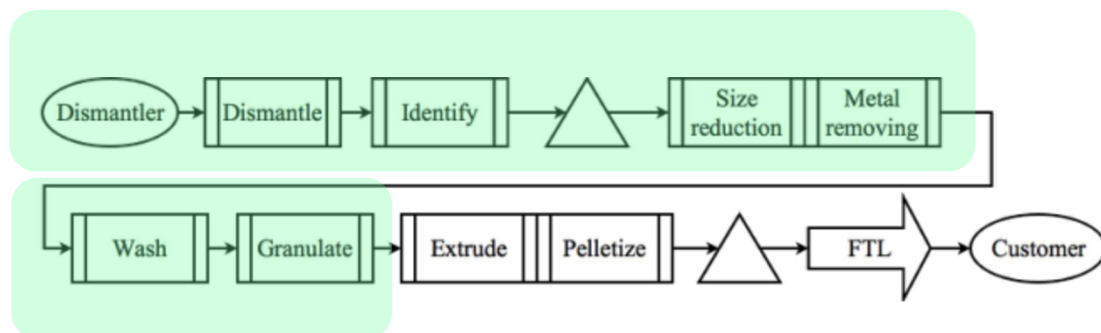 Dismantler
Dismantle
Identify
Size
reduction
Metal
removing
Wash
Granulate
Extrude
Pelletize
FTL
Customer